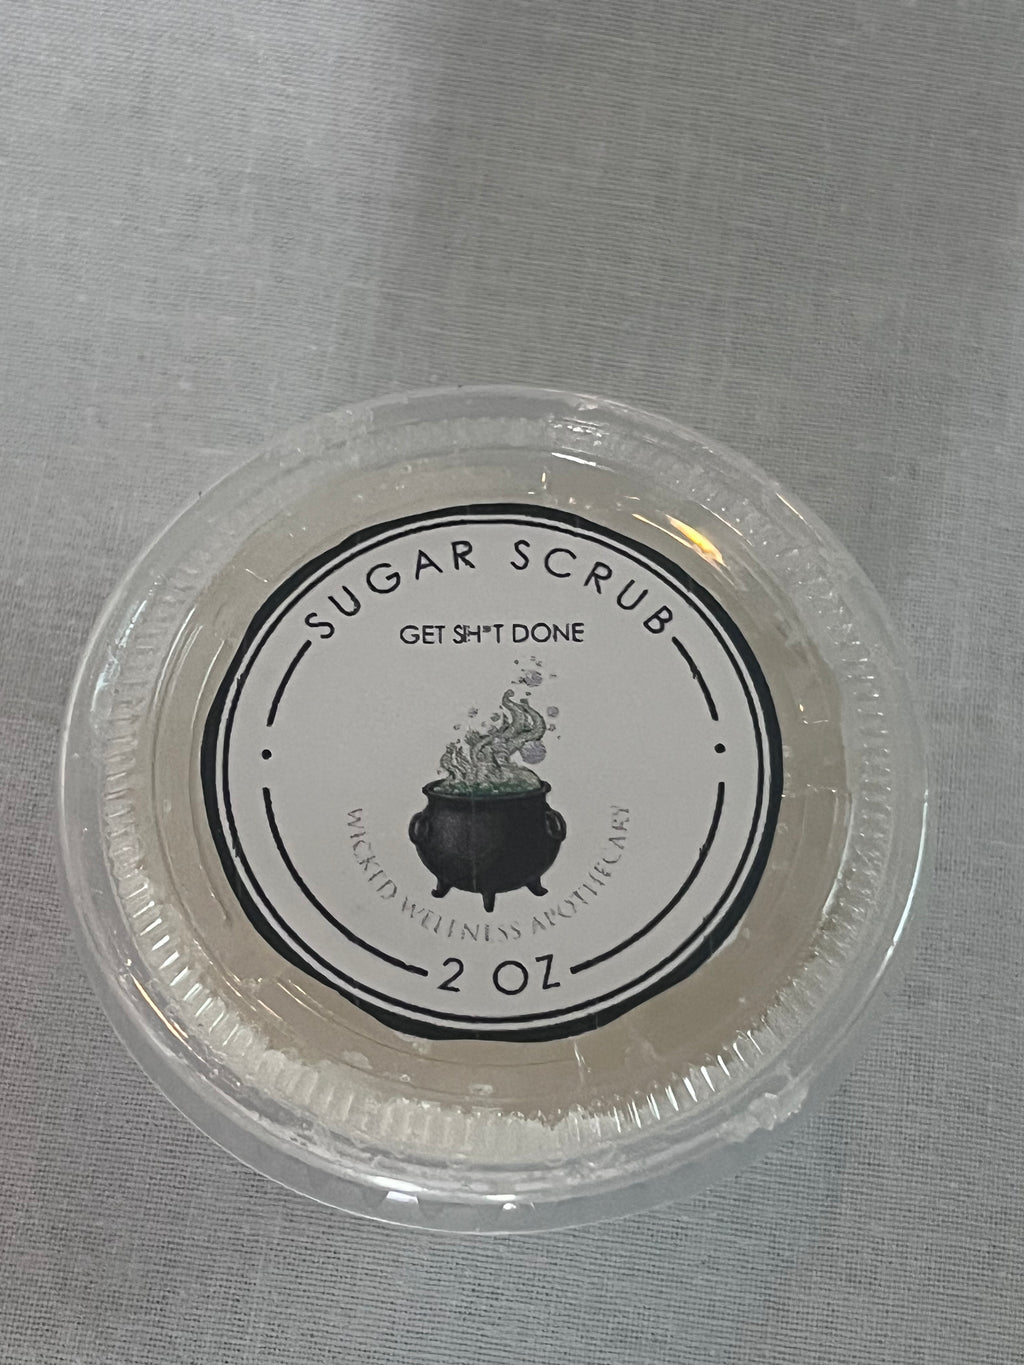 SUGAR SCRUB
GET SH*T DONE
WICKED WELLNESS APOTHECARY
2 OZ